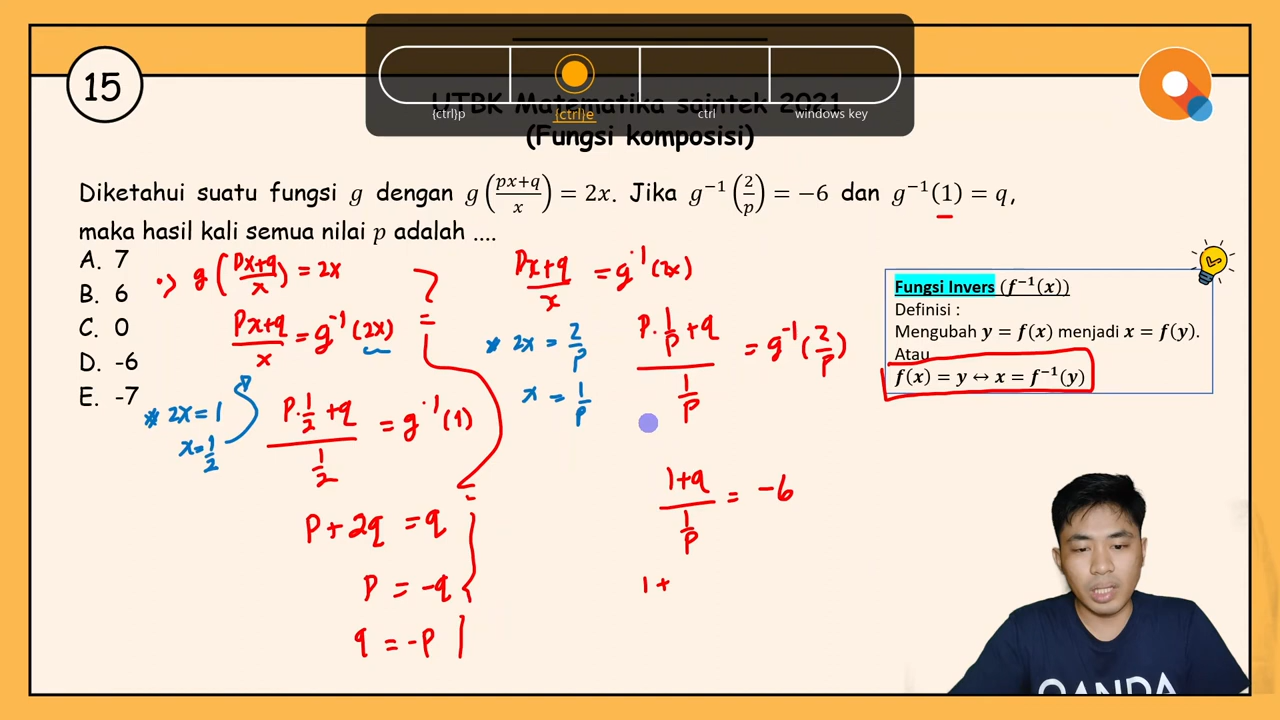 15
UTBK Matematika saintek 2021
{ctrl}p {ctrl}e ctrl windows key
(Fungsi komposisi)
Diketahui suatu fungsi g dengan g((px+q)/x) = 2x. Jika g⁻¹(2/p) = −6 dan g⁻¹(1) = q,
maka hasil kali semua nilai p adalah ....
A. 7
B. 6
C. 0
D. -6
E. -7
g((px+q)/x) = 2x
(px+q)/x = g⁻¹(2x)
* 2x = 1
x = 1/2
(p·1/2 + q)/(1/2) = g⁻¹(1)
p + 2q = q
p = -q
q = -p
(px+q)/x = g⁻¹(2x)
* 2x = 2/p
x = 1/p
(p·1/p + q)/(1/p) = g⁻¹(2/p)
(1+q)/(1/p) = -6
1 +
Fungsi Invers (f⁻¹(x))
Definisi :
Mengubah y = f(x) menjadi x = f(y).
Atau
f(x) = y ↔ x = f⁻¹(y)
QANDA